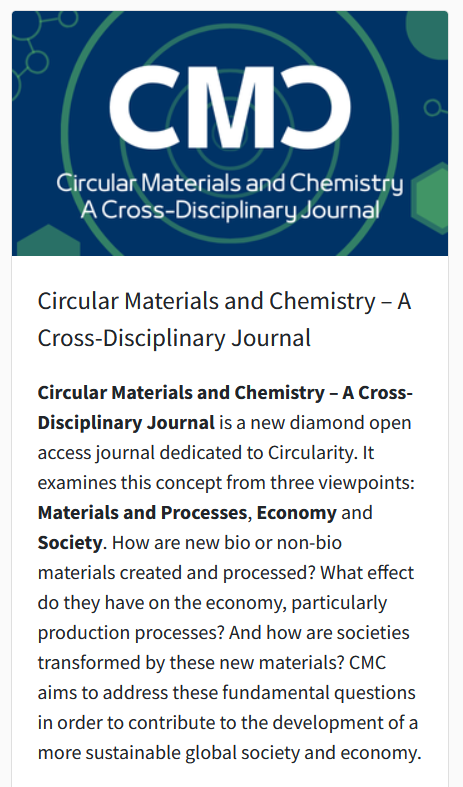 CMC
Circular Materials and Chemistry
A Cross-Disciplinary Journal
Circular Materials and Chemistry – A
Cross-Disciplinary Journal
Circular Materials and Chemistry – A Cross-
Disciplinary Journal is a new diamond open
access journal dedicated to Circularity. It
examines this concept from three viewpoints:
Materials and Processes, Economy and
Society. How are new bio or non-bio
materials created and processed? What effect
do they have on the economy, particularly
production processes? And how are societies
transformed by these new materials? CMC
aims to address these fundamental questions
in order to contribute to the development of a
more sustainable global society and economy.